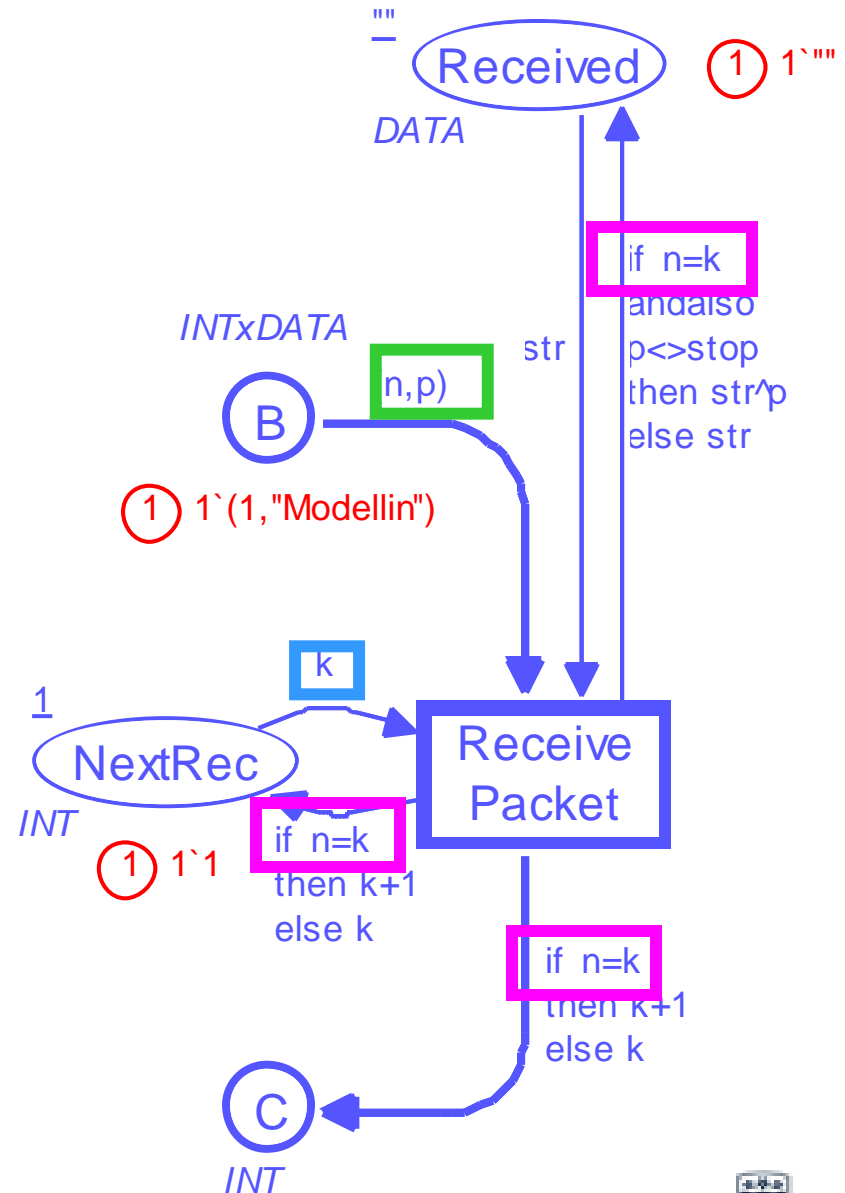 ""
Received
1 1`""
DATA
if n=k
andalso
p<>stop
then str^p
else str
str
INTxDATA
n,p)
B
1 1`(1,"Modellin")
k
1
NextRec
INT
1 1`1
Receive
Packet
if n=k
then k+1
else k
if n=k
then k+1
else k
C
INT